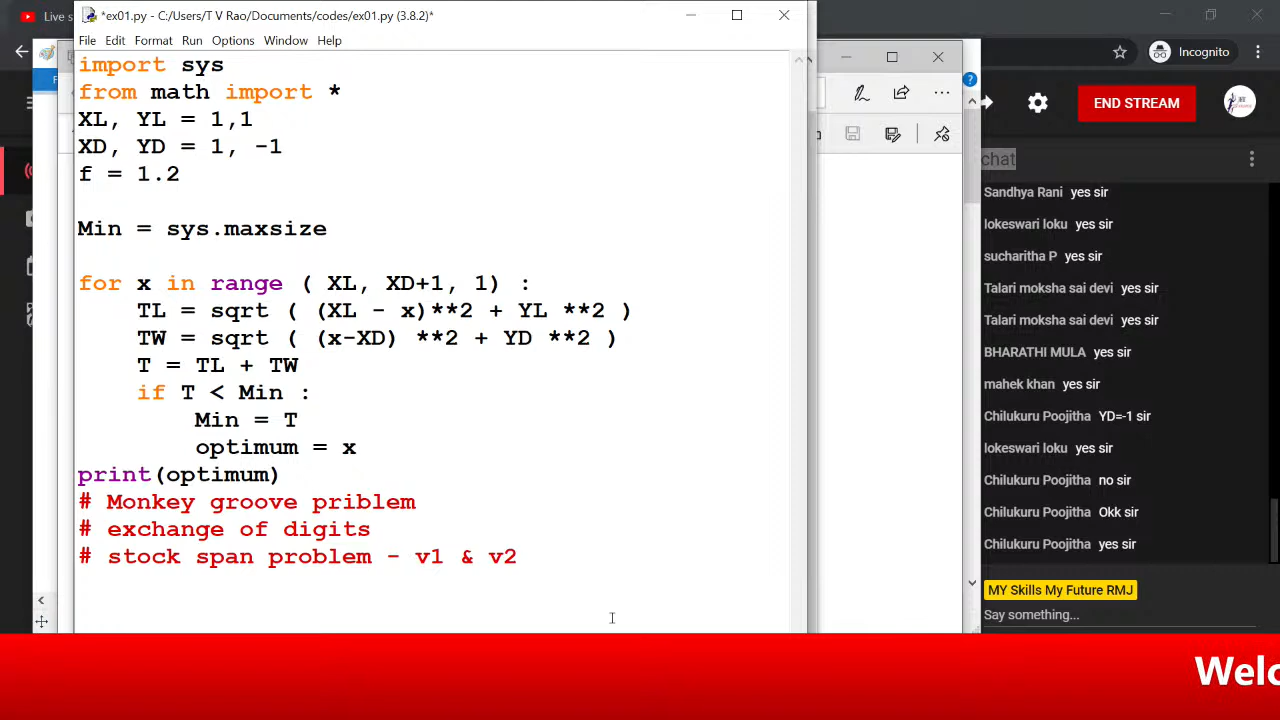 Live s
*ex01.py - C:/Users/T V Rao/Documents/codes/ex01.py (3.8.2)*
File Edit Format Run Options Window Help
import sys
from math import *
XL, YL = 1,1
XD, YD = 1, -1
f = 1.2
Min = sys.maxsize
for x in range ( XL, XD+1, 1) :
TL = sqrt ( (XL - x)**2 + YL **2 )
TW = sqrt ( (x-XD) **2 + YD **2 )
T = TL + TW
if T < Min :
Min = T
optimum = x
print(optimum)
# Monkey groove priblem
# exchange of digits
# stock span problem - v1 & v2
Incognito
END STREAM
chat
Sandhya Rani yes sir
lokeswari loku yes sir
sucharitha P yes sir
Talari moksha sai devi yes sir
Talari moksha sai devi yes sir
BHARATHI MULA yes sir
mahek khan yes sir
Chilukuru Poojitha YD=-1 sir
lokeswari loku yes sir
Chilukuru Poojitha no sir
Chilukuru Poojitha Okk sir
Chilukuru Poojitha yes sir
MY Skills My Future RMJ
Say something...
Welc